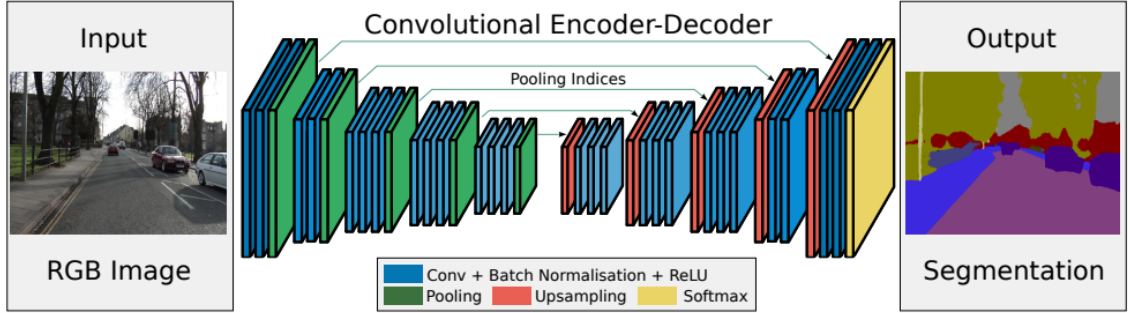 Input
RGB Image
Convolutional Encoder-Decoder
Pooling Indices
Conv + Batch Normalisation + ReLU
Pooling Upsampling Softmax
Output
Segmentation